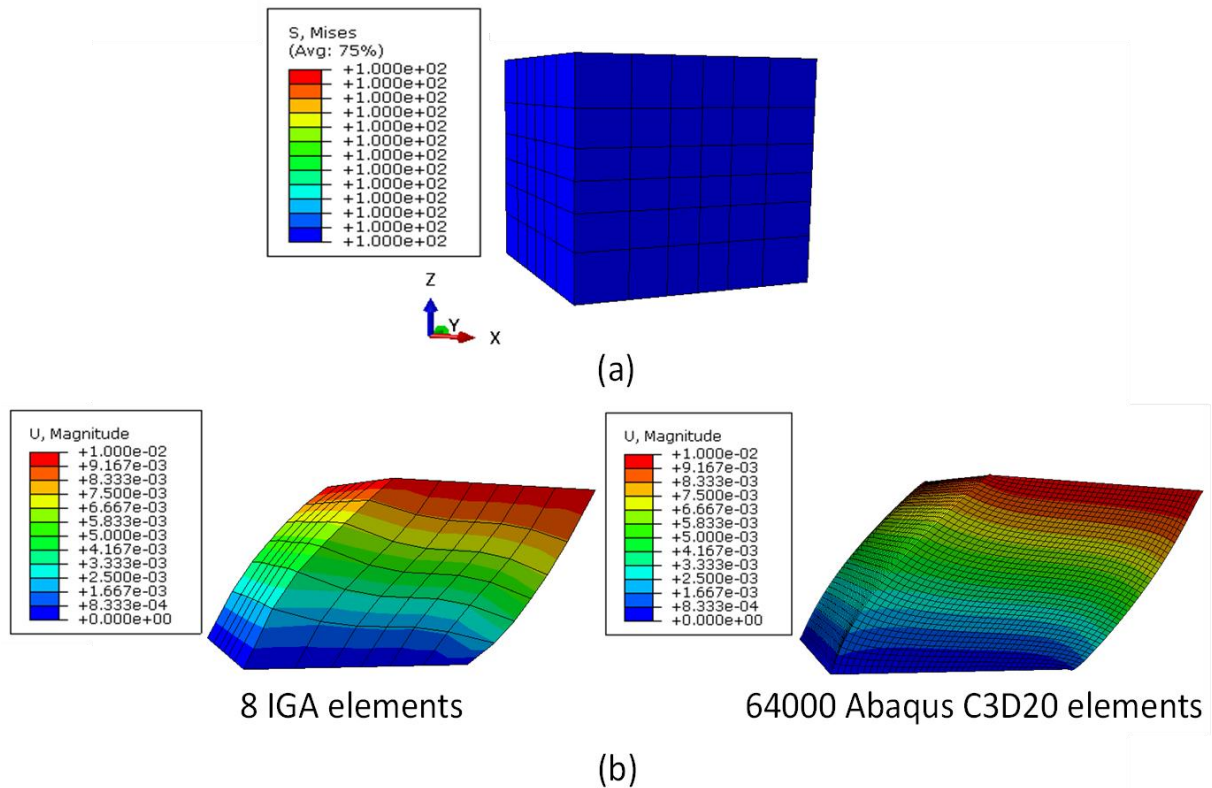 S, Mises
(Avg: 75%)
+1.000e+02
+1.000e+02
+1.000e+02
+1.000e+02
+1.000e+02
+1.000e+02
+1.000e+02
+1.000e+02
+1.000e+02
+1.000e+02
+1.000e+02
+1.000e+02
+1.000e+02
Z
Y
X
(a)
U, Magnitude
+1.000e-02
+9.167e-03
+8.333e-03
+7.500e-03
+6.667e-03
+5.833e-03
+5.000e-03
+4.167e-03
+3.333e-03
+2.500e-03
+1.667e-03
+8.333e-04
+0.000e+00
8 IGA elements
U, Magnitude
+1.000e-02
+9.167e-03
+8.333e-03
+7.500e-03
+6.667e-03
+5.833e-03
+5.000e-03
+4.167e-03
+3.333e-03
+2.500e-03
+1.667e-03
+8.333e-04
+0.000e+00
64000 Abaqus C3D20 elements
(b)